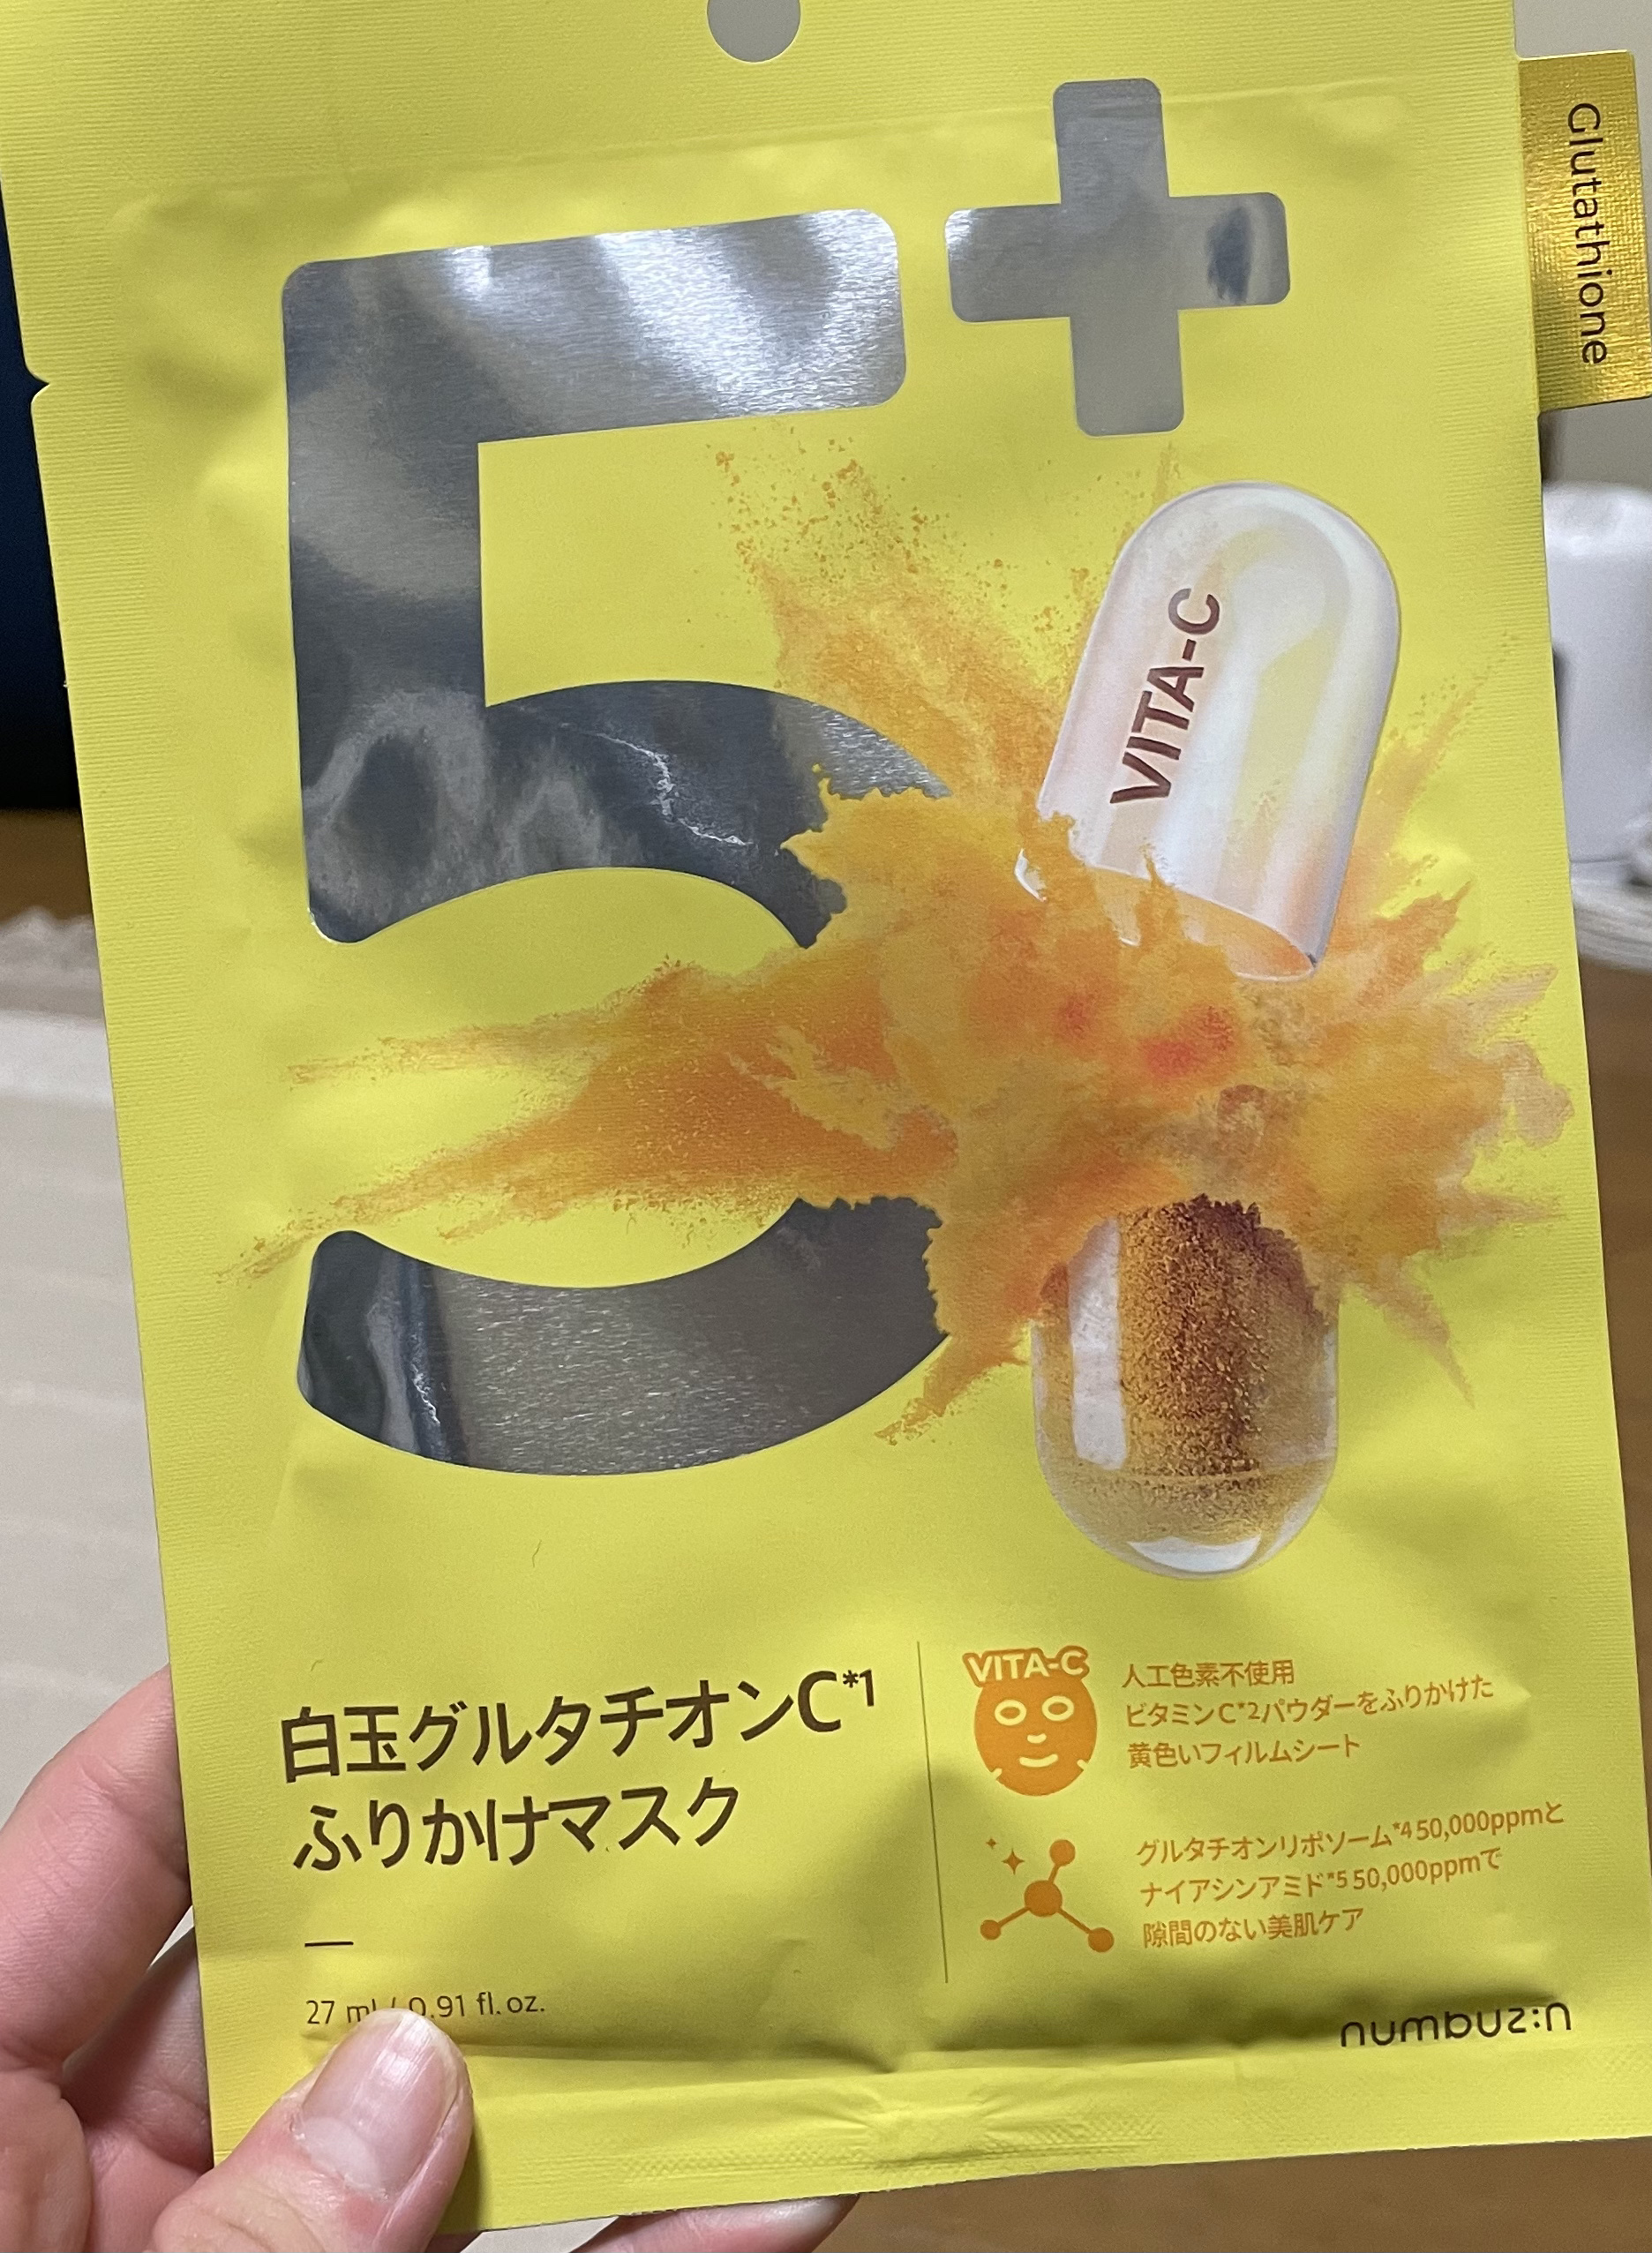 Glutathione
5+
VITA-C
白玉グルタチオンC*1
ふりかけマスク
27 ml / 0.91 fl.oz.
VITA-C
人工色素不使用
ビタミンC*2パウダーをふりかけた
黄色いフィルムシート
グルタチオンリポソーム*4 50,000ppmと
ナイアシンアミド*5 50,000ppmで
隙間のない美肌ケア
numbuz:n